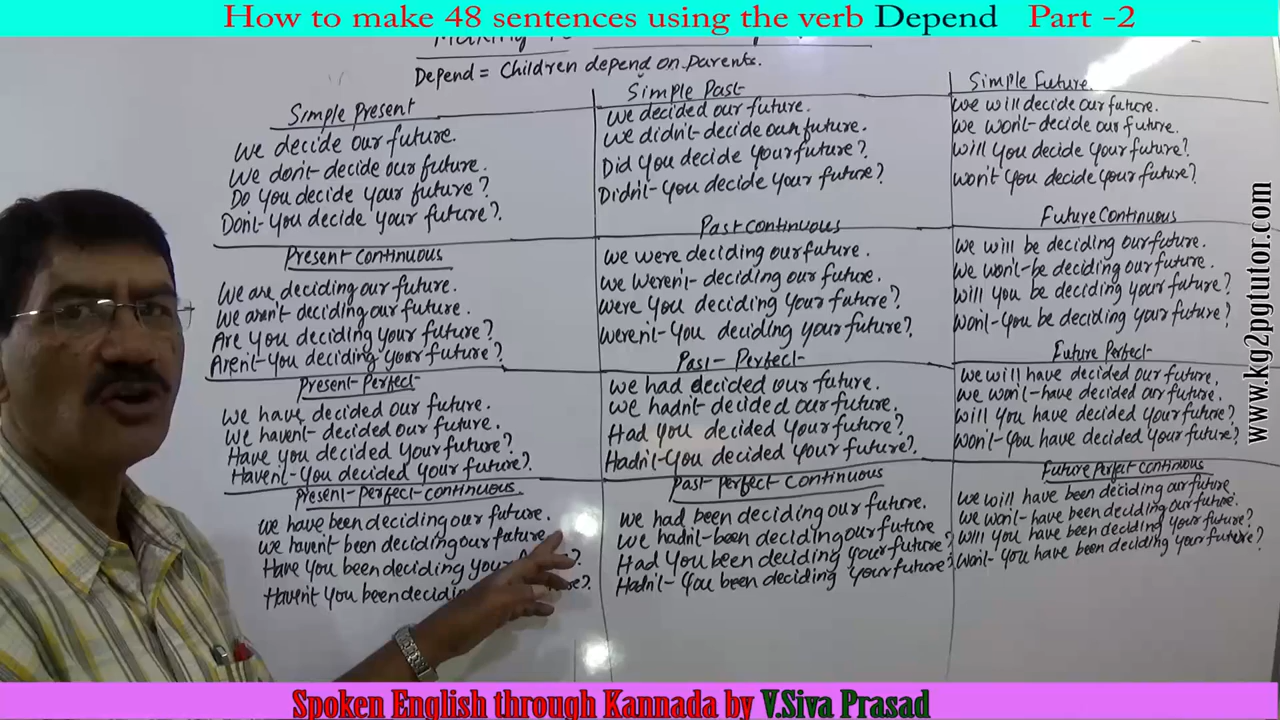 How to make 48 sentences using the verb Depend Part -2
Depend = Children depend on parents.
Simple Present
We decide our future.
We don't decide our future.
Do you decide your future?
Don't you decide your future?
Present Continuous
We are deciding our future.
We aren't deciding our future.
Are you deciding your future?
Aren't you deciding your future?
Present Perfect
We have decided our future.
We haven't decided our future.
Have you decided your future?
Haven't you decided your future?
Present Perfect continuous
We have been deciding our future.
We haven't been deciding our future
Have you been deciding
Haven't you been
Simple Past
We decided our future.
We didn't decide our future.
Did you decide your future?
Didn't you decide your future?
Past continuous
We were deciding our future.
We weren't deciding our future.
Were you deciding your future?
Weren't you deciding your future?
Past Perfect
We had decided our future.
We hadn't decided our future.
Had you decided your future?
Hadn't you decided your future?
Past perfect continuous
We had been deciding our future.
We hadn't been deciding our future
Had you been deciding your future?
Hadn't you been deciding your future?
Simple Future.
We will decide our future.
We won't decide our future.
Will you decide your future?
Won't you decide your future?
Future Continuous
We will be deciding our future.
We won't be deciding our future.
Will you be deciding your future?
Won't you be deciding your future?
Future Perfect
We will have decided our future.
We won't have decided our future.
Will you have decided your future?
Won't you have decided your future?
Future Perfect continuous
We will have been deciding our future
We won't have been deciding our future.
Will you have been deciding your future?
Won't you have been deciding your future?
www.kg2pgtutor.com
Spoken English through Kannada by V.Siva Prasad